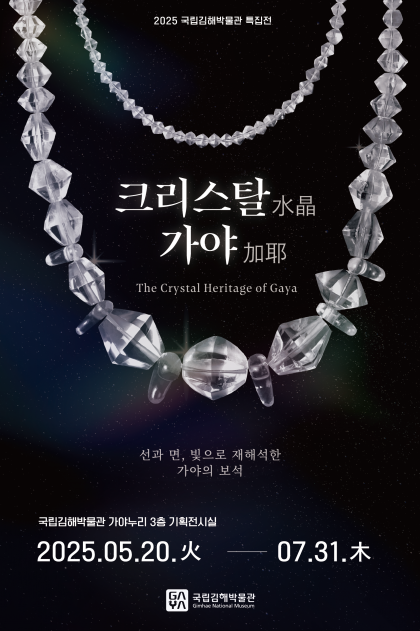 2025 국립김해박물관 특집전
크리스탈 水晶
가야 加耶
The Crystal Heritage of Gaya
선과 면, 빛으로 재해석한
가야의 보석
국립김해박물관 가야누리 3층 기획전시실
2025.05.20.火 — 07.31.木
GAYA 국립김해박물관
Gimhae National Museum